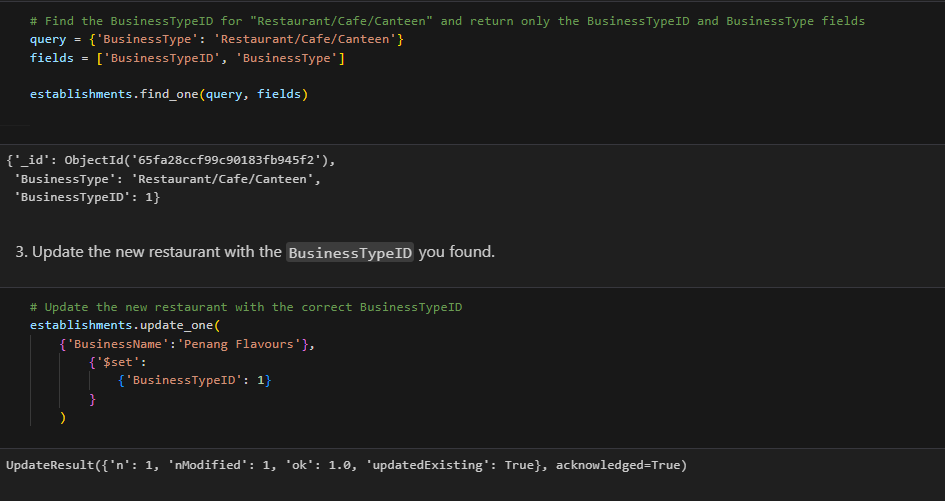 # Find the BusinessTypeID for "Restaurant/Cafe/Canteen" and return only the BusinessTypeID and BusinessType fields
query = {'BusinessType': 'Restaurant/Cafe/Canteen'}
fields = ['BusinessTypeID', 'BusinessType']
establishments.find_one(query, fields)
{'_id': ObjectId('65fa28ccf99c90183fb945f2'),
'BusinessType': 'Restaurant/Cafe/Canteen',
'BusinessTypeID': 1}
3. Update the new restaurant with the BusinessTypeID you found.
# Update the new restaurant with the correct BusinessTypeID
establishments.update_one(
{'BusinessName':'Penang Flavours'},
{'$set':
{'BusinessTypeID': 1}
}
)
UpdateResult({'n': 1, 'nModified': 1, 'ok': 1.0, 'updatedExisting': True}, acknowledged=True)